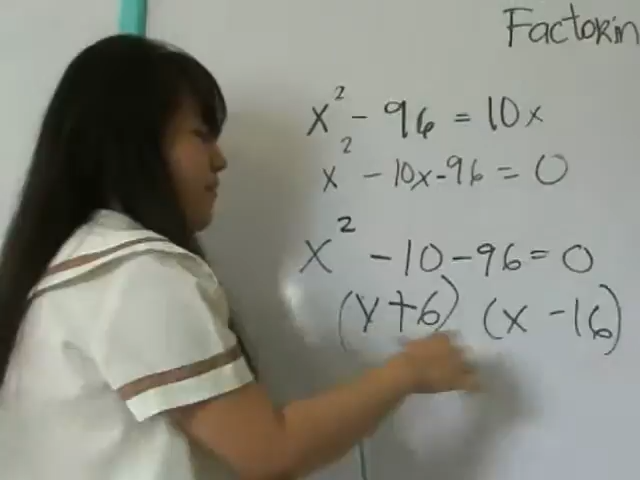 Factorin
x² - 96 = 10x
x² - 10x - 96 = 0
x² - 10 - 96 = 0
(x + 6) (x - 16)